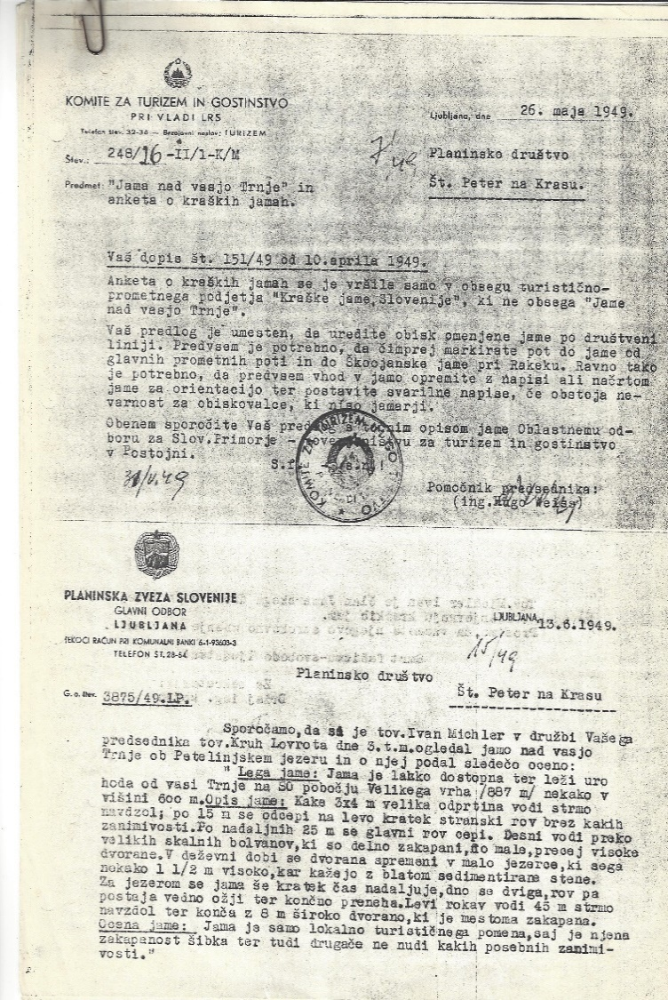 KOMITE ZA TURIZEM IN GOSTINSTVO
PRI VLADI LRS
Telefon štev. 32-36 — Brzojavni naslov: TURIZEM
Štev.: 248/26-II/1-K/M
Ljubljana, dne 26. maja 1949.
Planinsko društvo
Št. Peter na Krasu.
Predmet: "Jama nad vasjo Trnje" in
anketa o kraških jamah.
Vaš dopis št. 151/49 od 10.aprila 1949.
Anketa o kraških jamah se je vršila samo v obsegu turistično-
prometnega podjetja "Kraške jame Slovenije", ki ne obsega "Jame
nad vasjo Trnje".
Vaš predlog je umesten, da uredite obisk omenjene jame po društveni
liniji. Predvsem je potrebno, da čimprej markirate pot do jame od
glavnih prometnih poti in do Škocjanske jame pri Rakeku. Ravno tako
je potrebno, da predvsem vhod v jamo opremite z napisi ali načrtom
jame za orientacijo ter postavite svarilne napise, če obstoja ne-
varnost za obiskovalce, ki niso jamarji.
Obenem sporočite Vaš predlog s točnim opisom jame Oblastnemu od-
boru za Slov.Primorje - poverjeništvu za turizem in gostinstvo
v Postojni.
KOMITE ZA TURIZEM GOSTINSTVO
31/V.49
Pomočnik predsednika:
(ing.Hugo Weiss)
PLANINSKA ZVEZA SLOVENIJE
GLAVNI ODBOR
LJUBLJANA
TEKOČI RAČUN PRI KOMUNALNI BANKI 6-1-93603-3
TELEFON ŠT. 28-64
LJUBLJANA 13.6.1949.
15/49
Planinsko društvo
Št. Peter na Krasu
G. o. štev. 3875/49.LP.
Sporočamo, da si je tov.Ivan Michler v družbi Vašega
predsednika tov.Kruh Lovrota dne 3.t.m.ogledal jamo nad vasjo
Trnje ob Petelinjskem jezeru in o njej podal sledečo oceno:
" Lega jame: Jama je lahko dostopna ter leži uro
hoda od vasi Trnje na SO pobočju Velikega vrha /887 m/ nekako v
višini 600 m.Opis jame: Kake 3x4 m velika odprtina vodi strmo
navdzol; po 15 m se odcepi na levo kratek stranski rov brez kakih
zanimivosti.Po nadaljnih 25 m se glavni rov cepi. Desni vodi preko
velikih skalnih bolvanov,ki so delno zakapani,do male,precej visoke
dvorane.V deževni dobi se dvorana spremeni v malo jezerce,ki sega
nekako 1 1/2 m visoko,kar kažejo z blatom sedimentirane stene.
Za jezerom se jama še kratek čas nadaljuje,dno se dviga,rov pa
postaja vedno ožji ter končno preneha.Levi rokav vodi 45 m strmo
navzdol ter konča z 8 m široko dvorano,ki je mestoma zakapana.
Ocena jame: Jama je samo lokalno turističnega pomena,saj je njena
zakapanost šibka ter tudi drugače ne nudi kakih posebnih zanimi-
vosti."